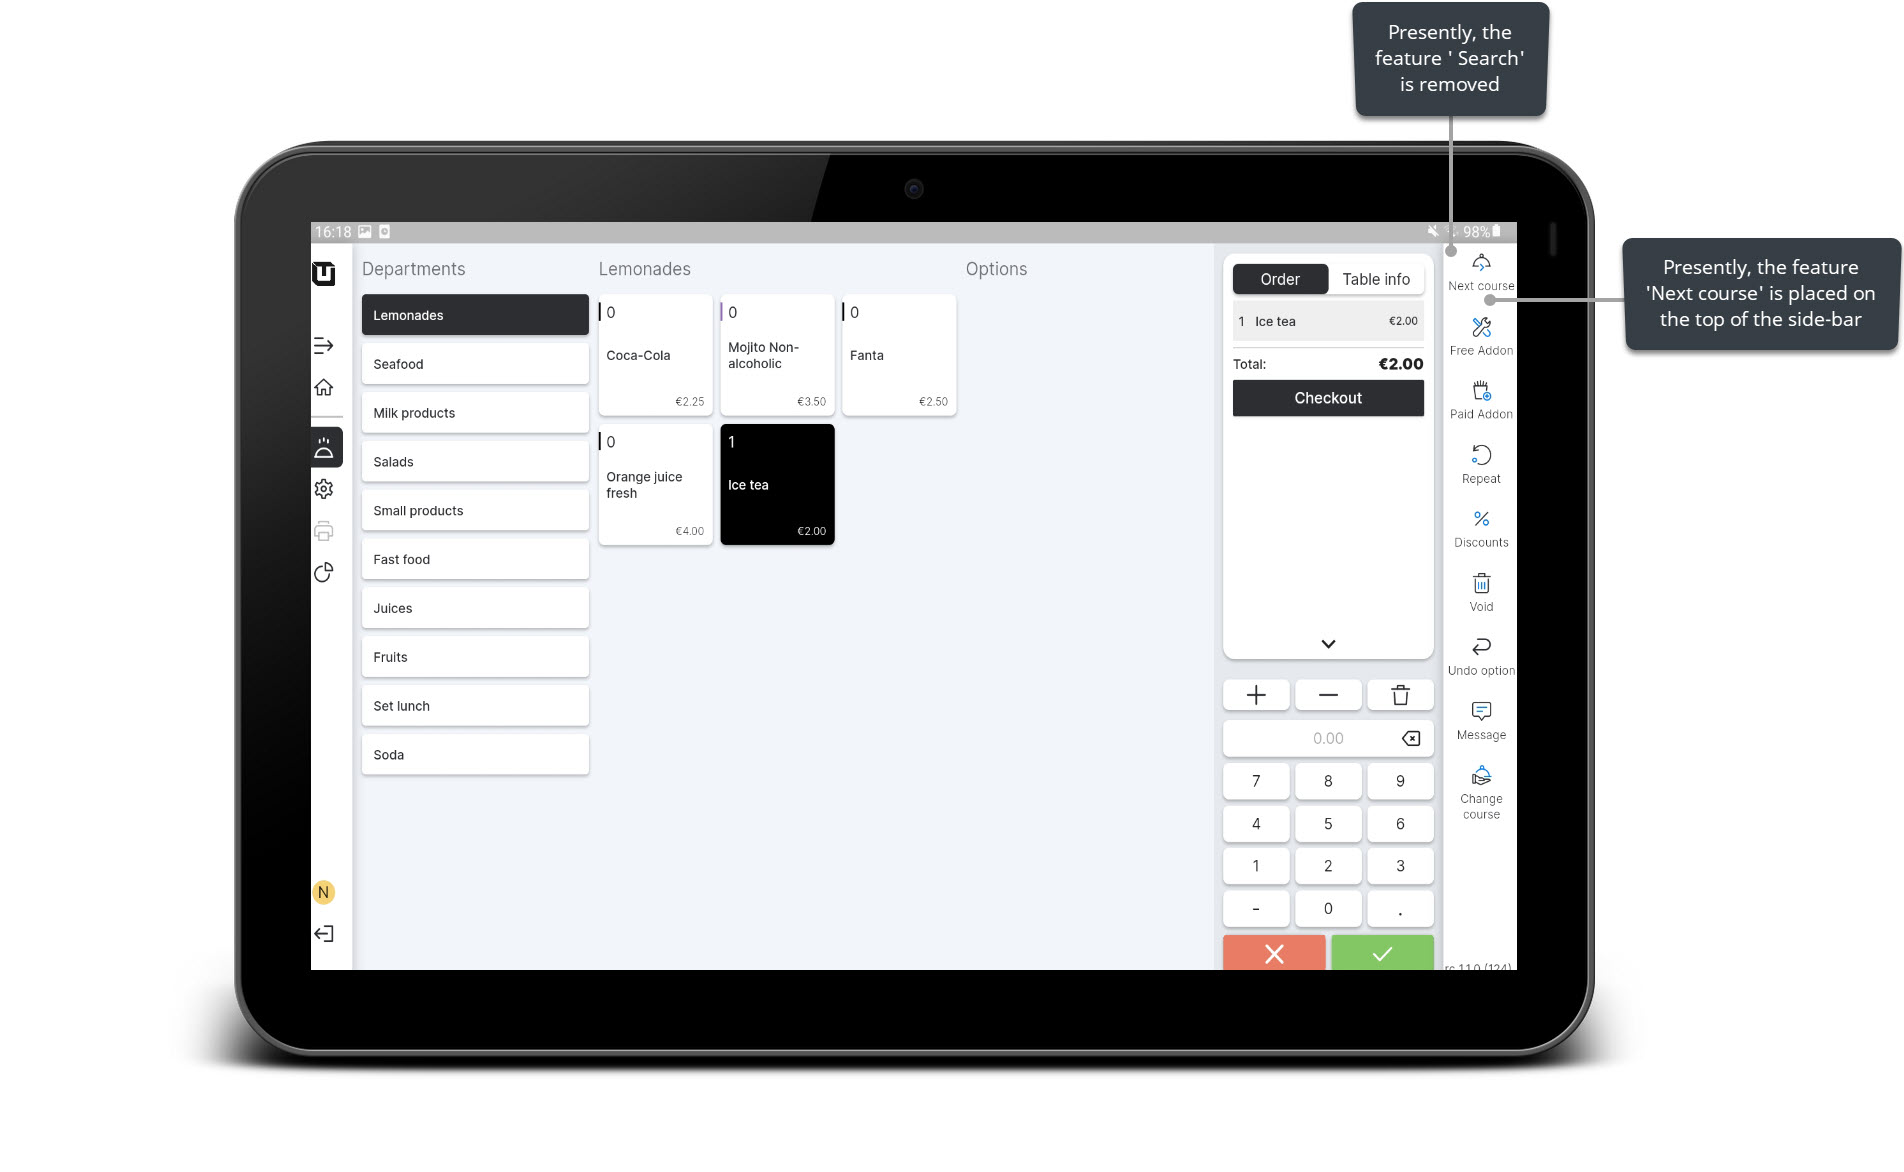 Presently, the
feature ' Search'
is removed
Presently, the feature
'Next course' is placed on
the top of the side-bar
16:18
98%
Departments
Lemonades
Seafood
Milk products
Salads
Small products
Fast food
Juices
Fruits
Set lunch
Soda
N
Lemonades
0
Coca-Cola
€2.25
0
Mojito Non-
alcoholic
€3.50
0
Fanta
€2.50
0
Orange juice
fresh
€4.00
1
Ice tea
€2.00
Options
Order Table info
1 Ice tea €2.00
Total: €2.00
Checkout
0.00
7 8 9
4 5 6
1 2 3
- 0 .
Next course
Free Addon
Paid Addon
Repeat
Discounts
Void
Undo option
Message
Change
course
rc 1.1.0 (124)